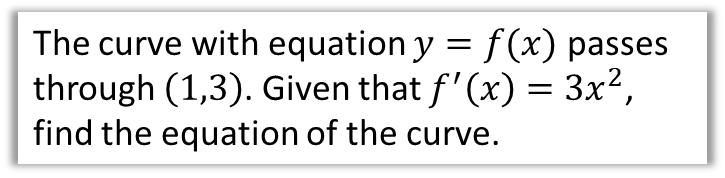 The curve with equation y = f(x) passes
through (1,3). Given that f′(x) = 3x²,
find the equation of the curve.